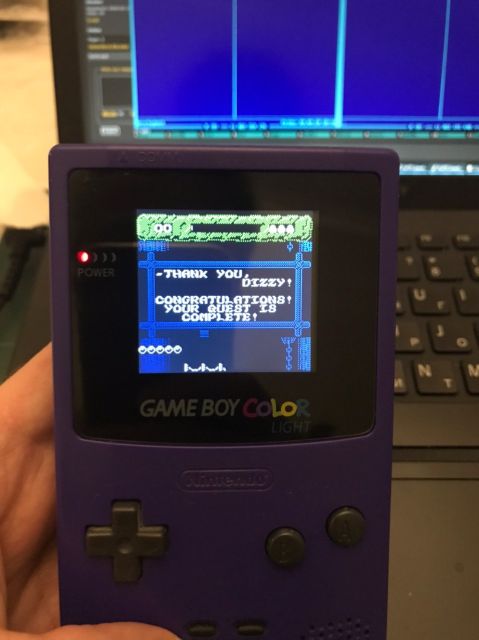 00
POWER
-THANK YOU,
DIZZY!
CONGRATULATIONS!
YOUR QUEST IS
COMPLETE!
GAME BOY COLOR
LIGHT
Nintendo
B
A